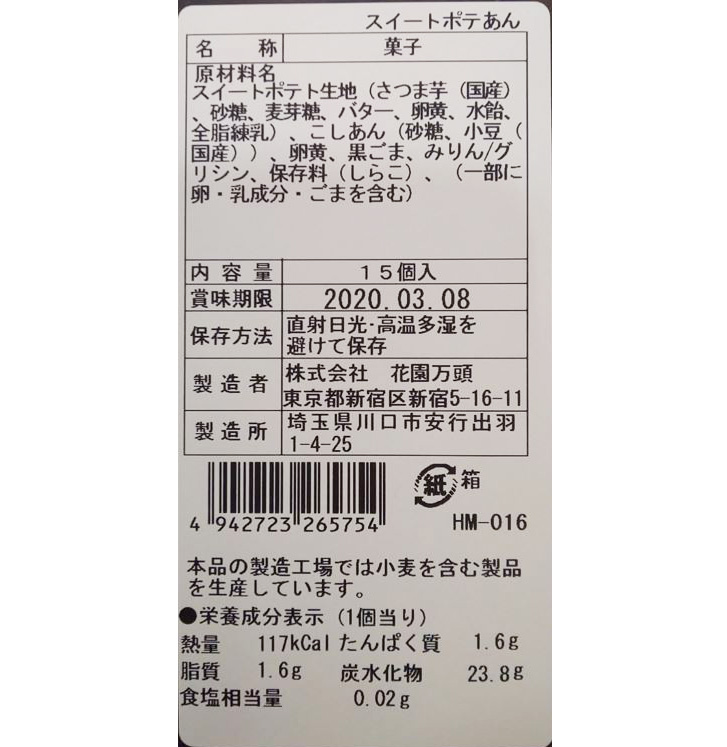 スイートポテあん
名　称 菓子
原材料名
スイートポテト生地（さつま芋（国産）
、砂糖、麦芽糖、バター、卵黄、水飴、
全脂練乳）、こしあん（砂糖、小豆（
国産））、卵黄、黒ごま、みりん/グ
リシン、保存料（しらこ）、（一部に
卵・乳成分・ごまを含む）
内容量 15個入
賞味期限 2020.03.08
保存方法 直射日光・高温多湿を
避けて保存
製造者 株式会社　花園万頭
東京都新宿区新宿5-16-11
製造所 埼玉県川口市安行出羽
1-4-25
紙 箱
4 942723 265754
HM-016
本品の製造工場では小麦を含む製品
を生産しています。
●栄養成分表示（1個当り）
熱量 117kCal たんぱく質 1.6g
脂質 1.6g 炭水化物 23.8g
食塩相当量 0.02g